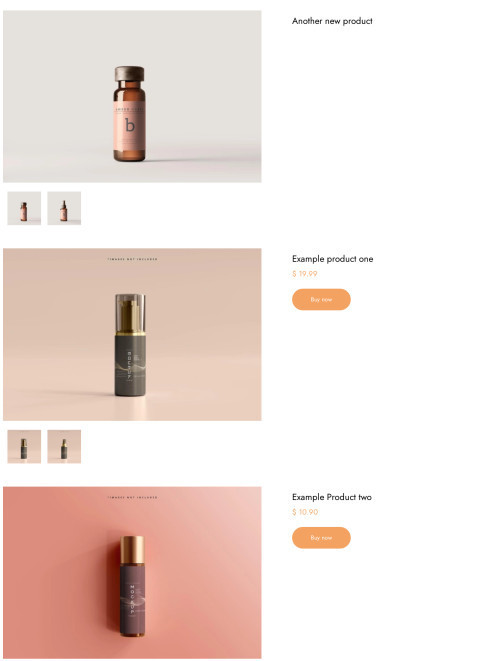 Another new product
b
*IMAGES NOT INCLUDED
Example product one
$ 19,99
Buy now
*IMAGES NOT INCLUDED
Example Product two
$ 10.90
Buy now
MOCKUP